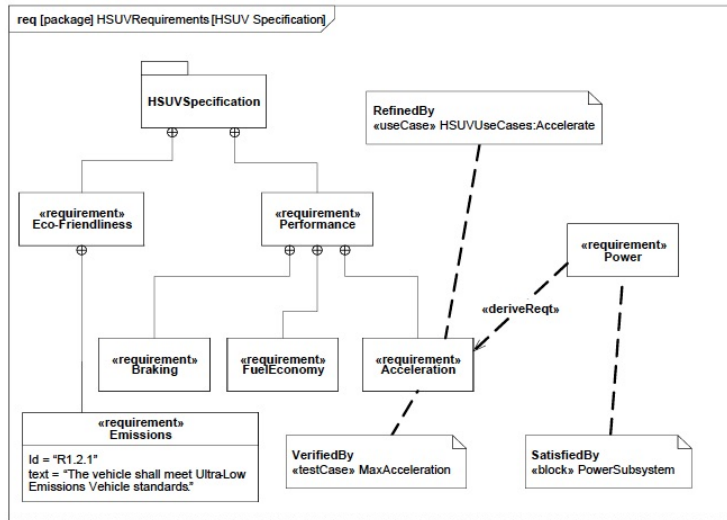 req [package] HSUVRequirements [HSUV Specification]
HSUVSpecification
RefinedBy
«useCase» HSUVUseCases:Accelerate
«requirement»
Eco-Friendliness
«requirement»
Performance
«requirement»
Power
«deriveReqt»
«requirement»
Braking
«requirement»
FuelEconomy
«requirement»
Acceleration
«requirement»
Emissions
Id = “R1.2.1”
text = “The vehicle shall meet Ultra-Low
Emissions Vehicle standards.”
VerifiedBy
«testCase» MaxAcceleration
SatisfiedBy
«block» PowerSubsystem